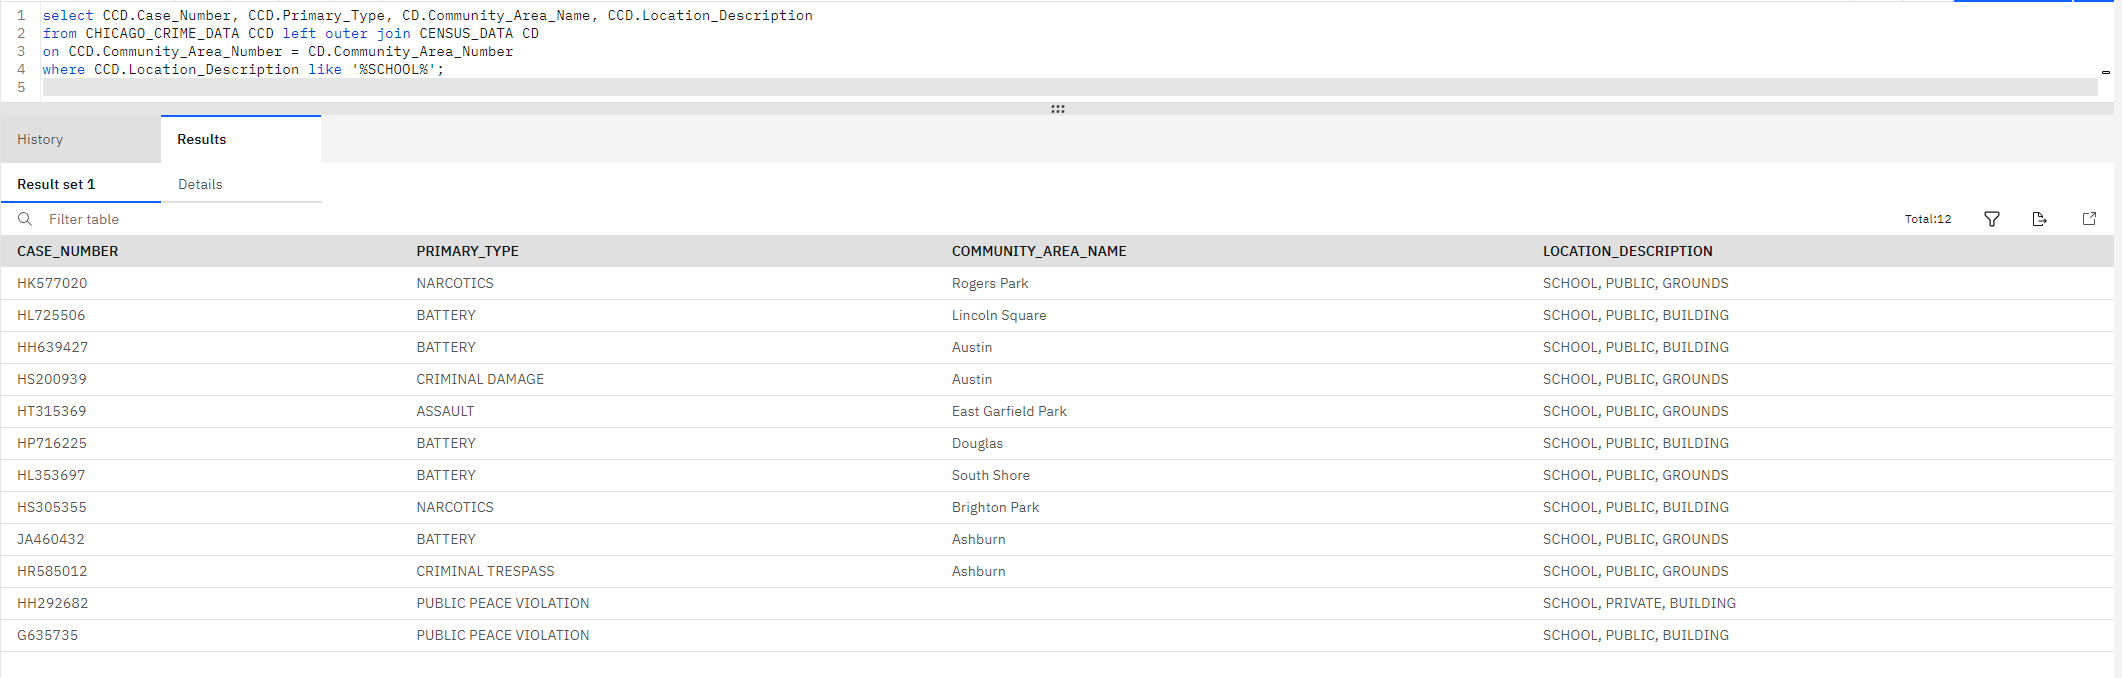 1 select CCD.Case_Number, CCD.Primary_Type, CD.Community_Area_Name, CCD.Location_Description
2 from CHICAGO_CRIME_DATA CCD left outer join CENSUS_DATA CD
3 on CCD.Community_Area_Number = CD.Community_Area_Number
4 where CCD.Location_Description like '%SCHOOL%';
5
History Results
Result set 1 Details
Filter table Total:12
CASE_NUMBER PRIMARY_TYPE COMMUNITY_AREA_NAME LOCATION_DESCRIPTION
HK577020 NARCOTICS Rogers Park SCHOOL, PUBLIC, GROUNDS
HL725506 BATTERY Lincoln Square SCHOOL, PUBLIC, BUILDING
HH639427 BATTERY Austin SCHOOL, PUBLIC, BUILDING
HS200939 CRIMINAL DAMAGE Austin SCHOOL, PUBLIC, GROUNDS
HT315369 ASSAULT East Garfield Park SCHOOL, PUBLIC, GROUNDS
HP716225 BATTERY Douglas SCHOOL, PUBLIC, BUILDING
HL353697 BATTERY South Shore SCHOOL, PUBLIC, GROUNDS
HS305355 NARCOTICS Brighton Park SCHOOL, PUBLIC, BUILDING
JA460432 BATTERY Ashburn SCHOOL, PUBLIC, GROUNDS
HR585012 CRIMINAL TRESPASS Ashburn SCHOOL, PUBLIC, GROUNDS
HH292682 PUBLIC PEACE VIOLATION SCHOOL, PRIVATE, BUILDING
G635735 PUBLIC PEACE VIOLATION SCHOOL, PUBLIC, BUILDING